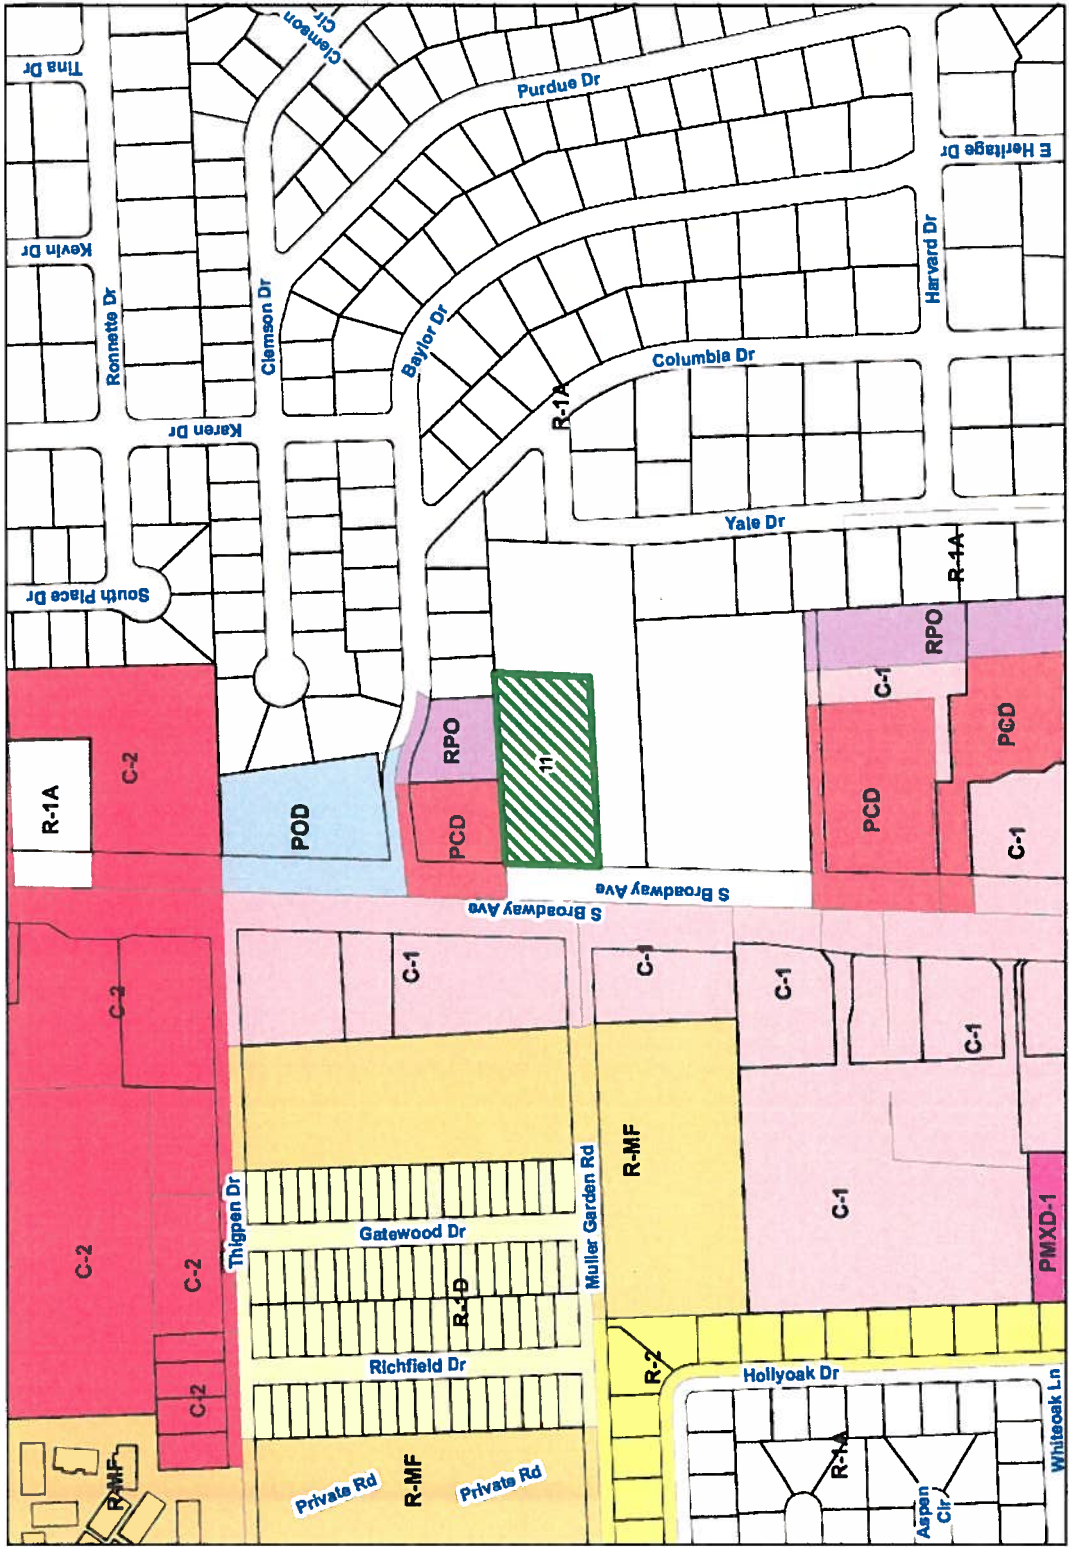 Clemson
Cir
Tina Dr
Purdue Dr
E Heritage Dr
Kevin Dr
Harvard Dr
Ronnette Dr
Clemson Dr
Baylor Dr
Columbia Dr
R-1A
Karen Dr
Yale Dr
R-1A
South Place Dr
RPO
C-1
PCD
RPO
C-2
11
R-1A
POD
PCD
PCD
C-1
S Broadway Ave
S Broadway Ave
C-1
C-1
C-1
C-2
C-1
R-MF
Thigpen Dr
Muller Garden Rd
C-1
Gatewood Dr
PMXD-1
C-2
C-2
R-1D
Richfield Dr
R-2
Hollyoak Dr
C-2
Whiteoak Ln
R-MF
Private Rd
R-MF
Private Rd
R-1A
Aspen
Cir